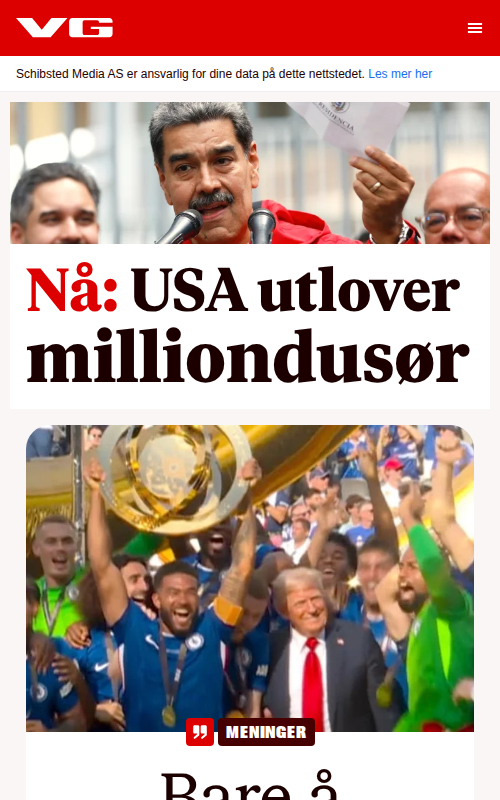 VG
Schibsted Media AS er ansvarlig for dine data på dette nettstedet. Les mer her
Nå: USA utlover
milliondusør
MENINGER
Bare å